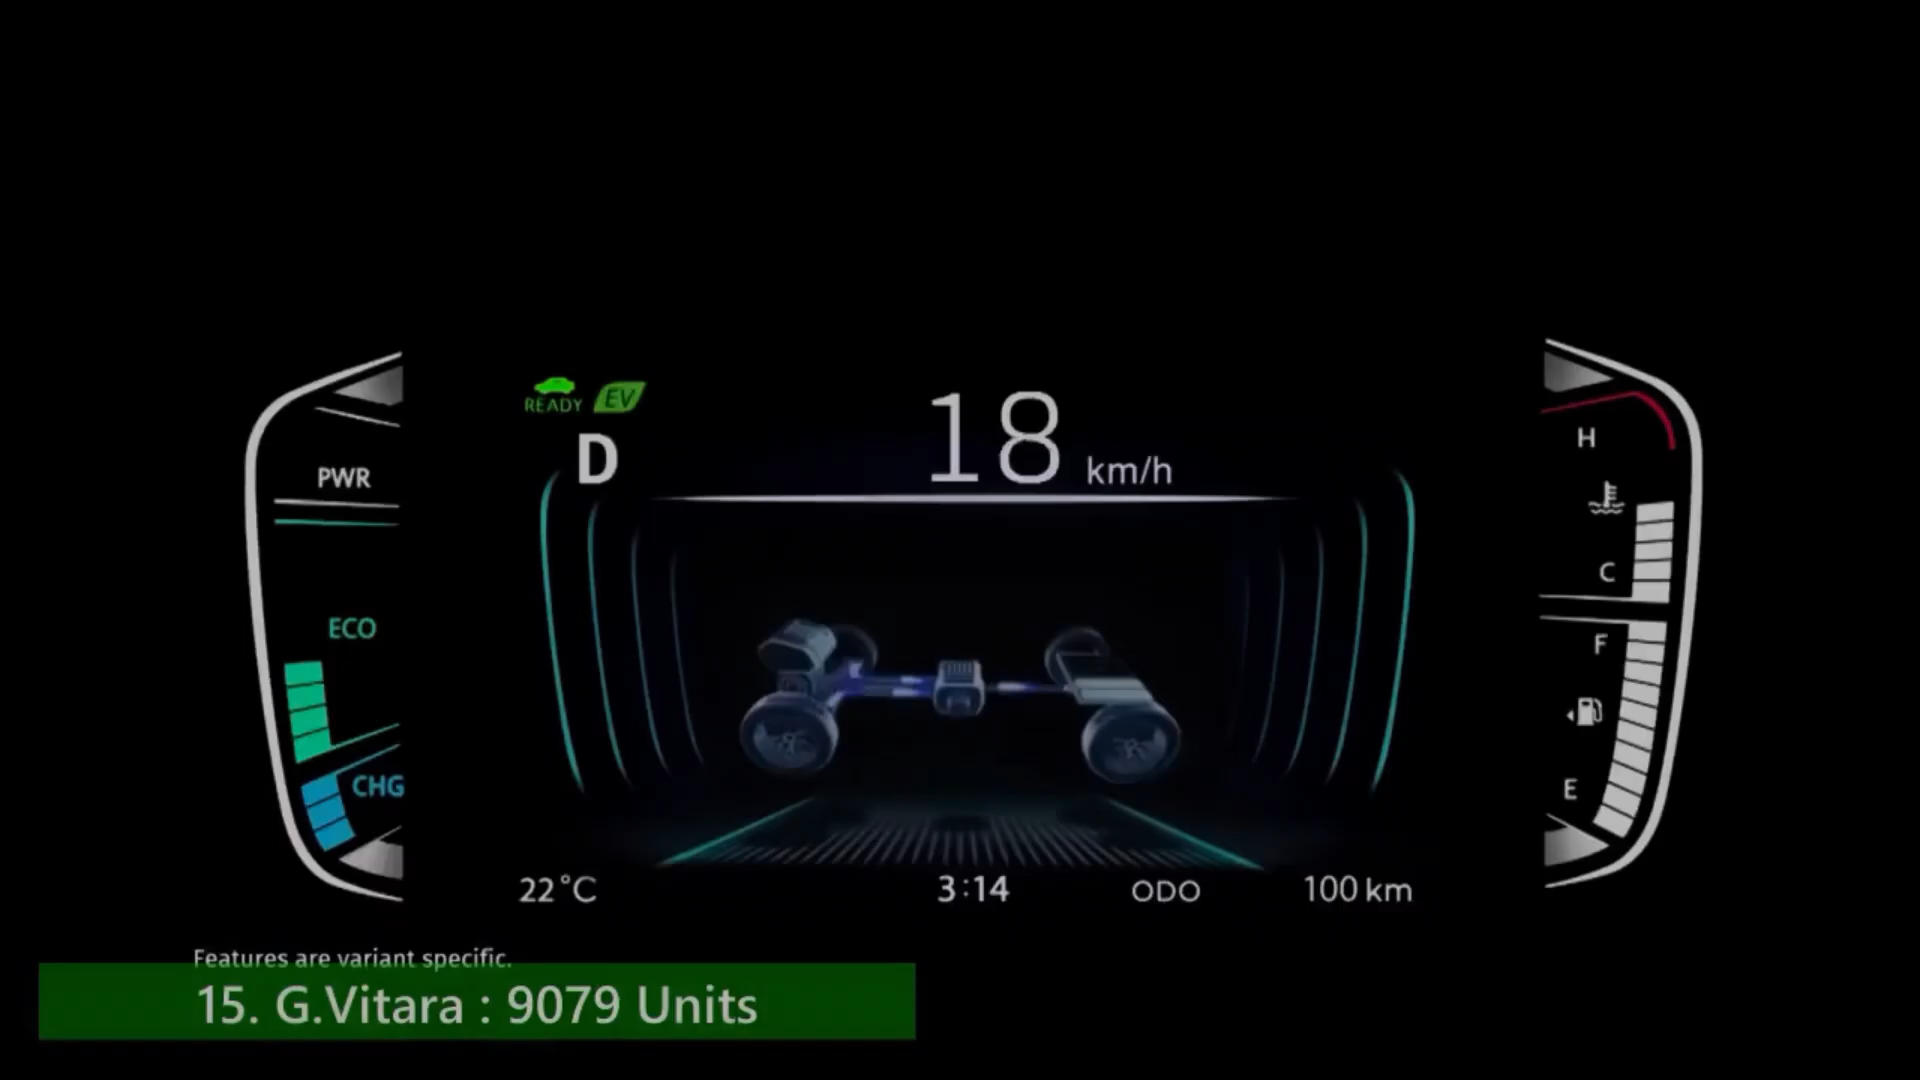 READY EV
D
18 km/h
PWR
ECO
CHG
H
C
F
E
22°C
3:14
ODO
100 km
Features are variant specific.
15. G.Vitara : 9079 Units